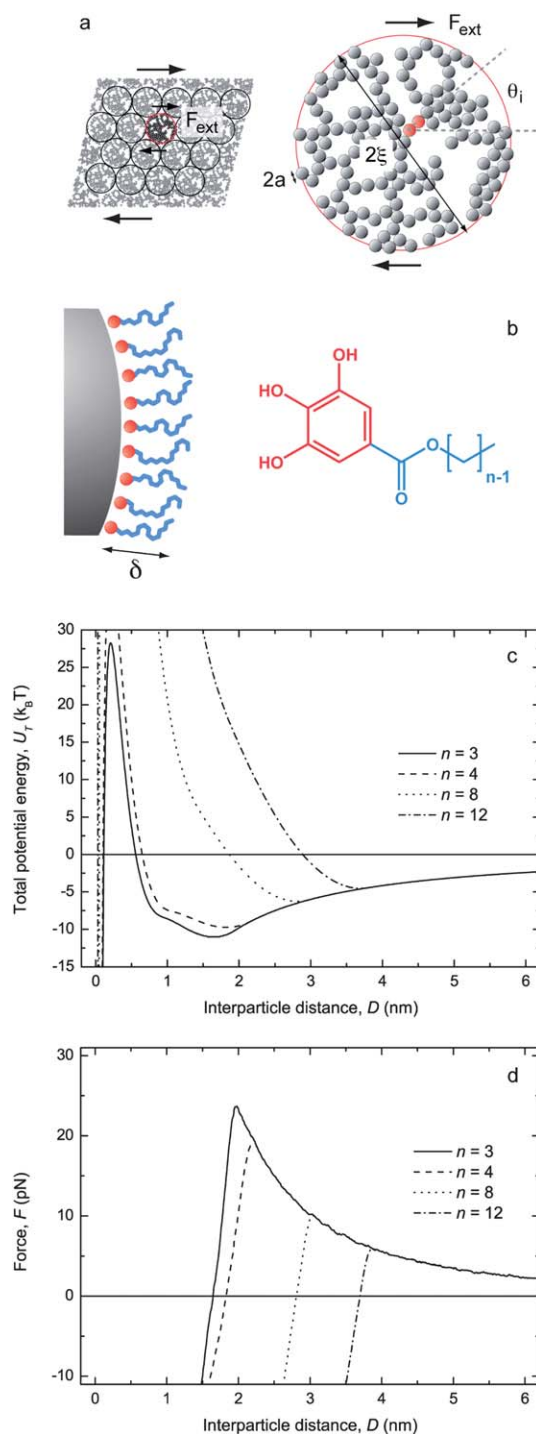 a
F_ext
F_ext
θ_i
2ξ
2a
b
δ
OH
HO
HO
O
O
n-1
c
Total potential energy, U_T (k_BT)
30
25
20
15
10
5
0
-5
-10
-15
n = 3
n = 4
n = 8
n = 12
0 1 2 3 4 5 6
Interparticle distance, D (nm)
d
Force, F (pN)
30
20
10
0
-10
n = 3
n = 4
n = 8
n = 12
0 1 2 3 4 5 6
Interparticle distance, D (nm)